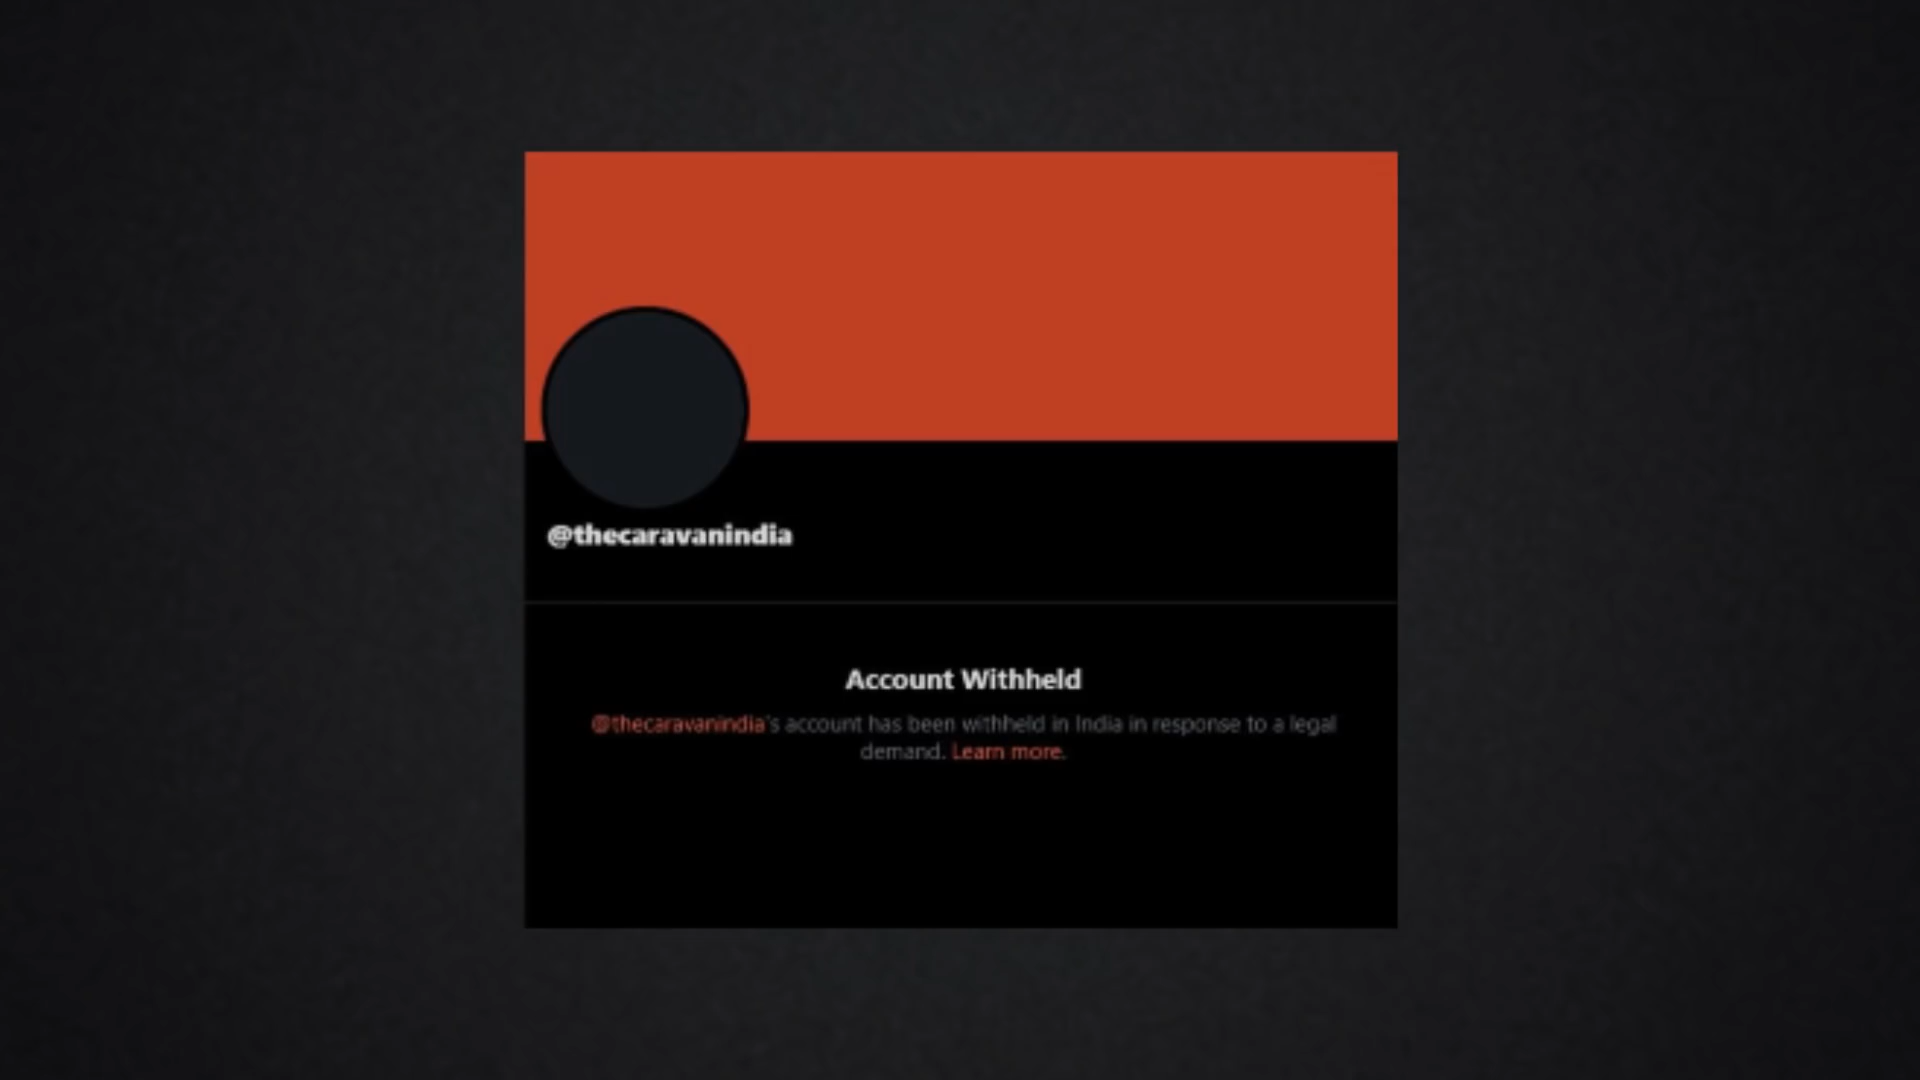 @thecaravanindia
Account Withheld
@thecaravanindia's account has been withheld in India in response to a legal
demand. Learn more.